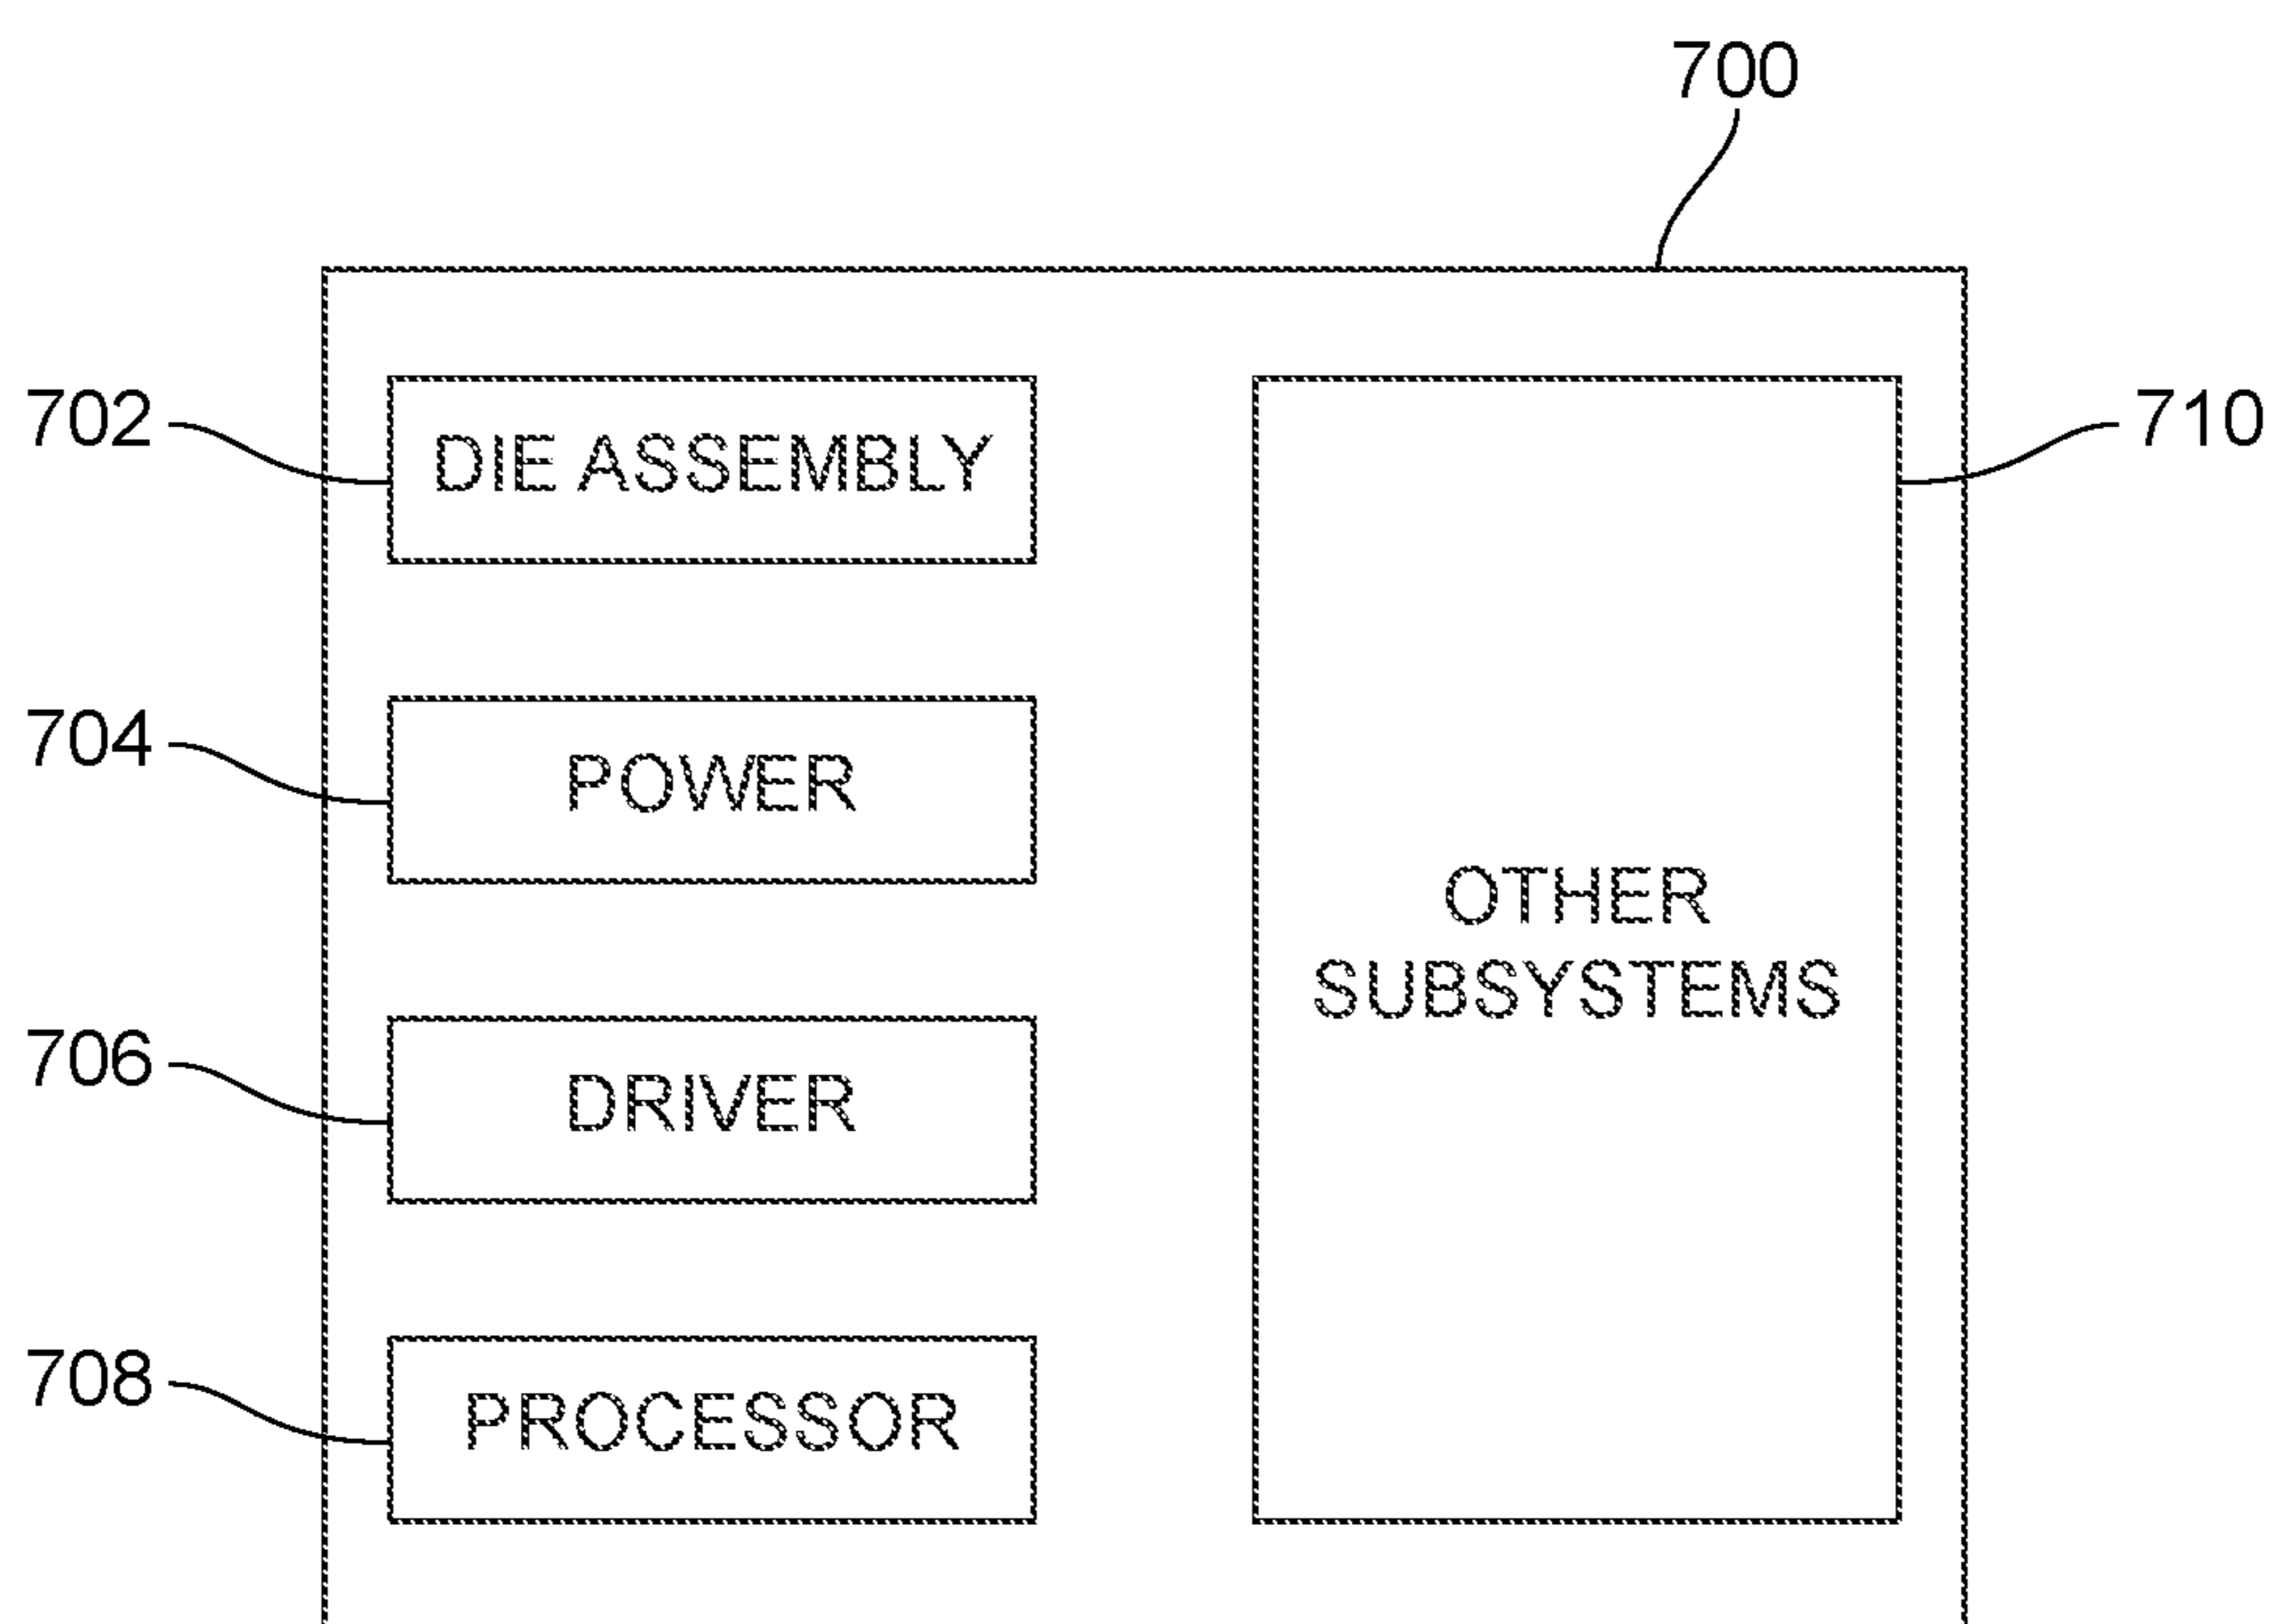 700
702
DIE ASSEMBLY
710
704
POWER
OTHER
SUBSYSTEMS
706
DRIVER
708
PROCESSOR